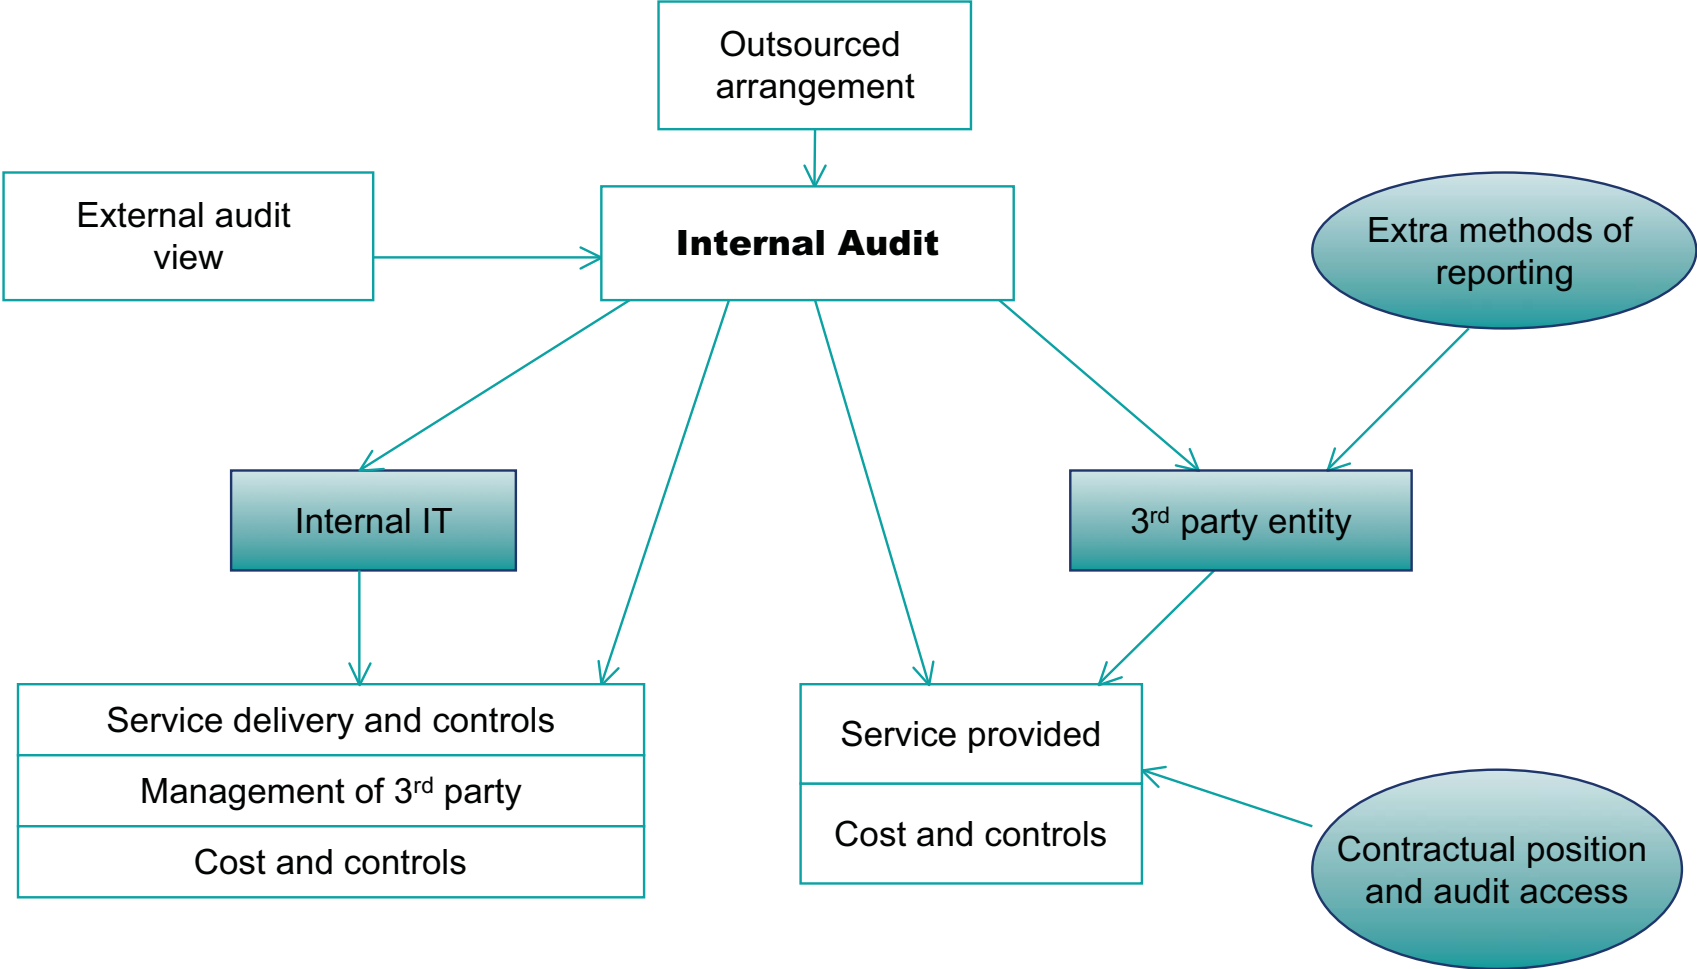 Outsourced
arrangement
External audit
view
Internal Audit
Extra methods of
reporting
Internal IT
3rd party entity
Service delivery and controls
Management of 3rd party
Cost and controls
Service provided
Cost and controls
Contractual position
and audit access